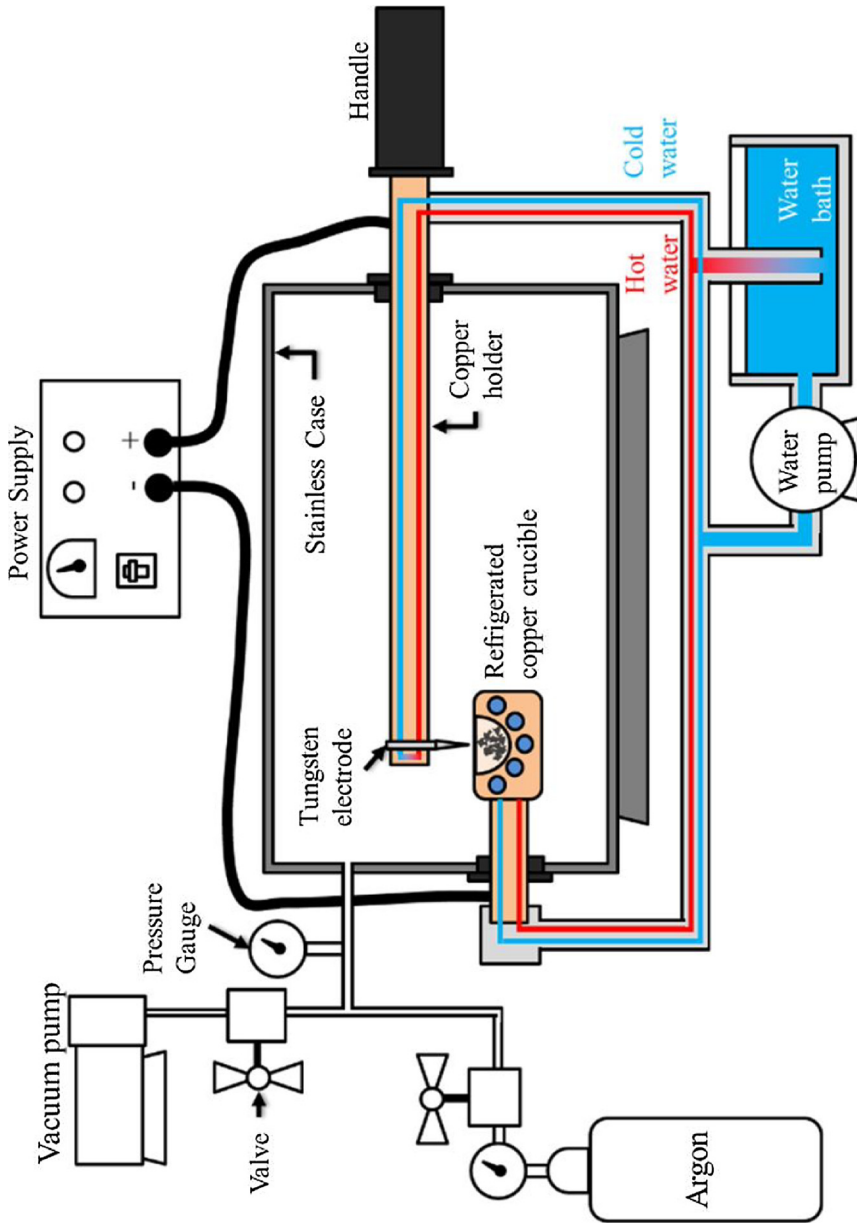 Power Supply
-
+
Vacuum pump
Pressure
Gauge
Valve
Tungsten
electrode
Stainless Case
Handle
Copper
holder
Refrigerated
copper crucible
Hot
water
Cold
water
Argon
Water
pump
Water
bath